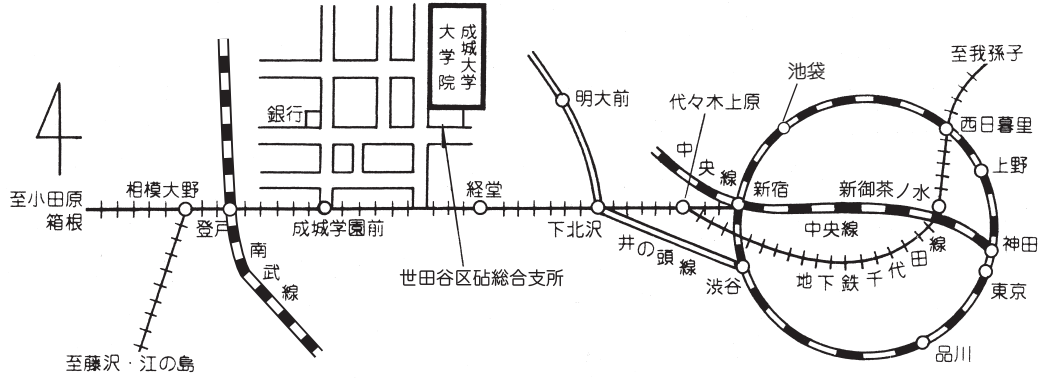 成城大学
大学院
銀行
至小田原
箱根
相模大野
登戸
南武線
至藤沢・江の島
成城学園前
経堂
世田谷区砧総合支所
下北沢
明大前
井の頭線
代々木上原
中央線
池袋
新宿
渋谷
新御茶ノ水
中央線
地下鉄千代田線
至我孫子
西日暮里
上野
神田
東京
品川